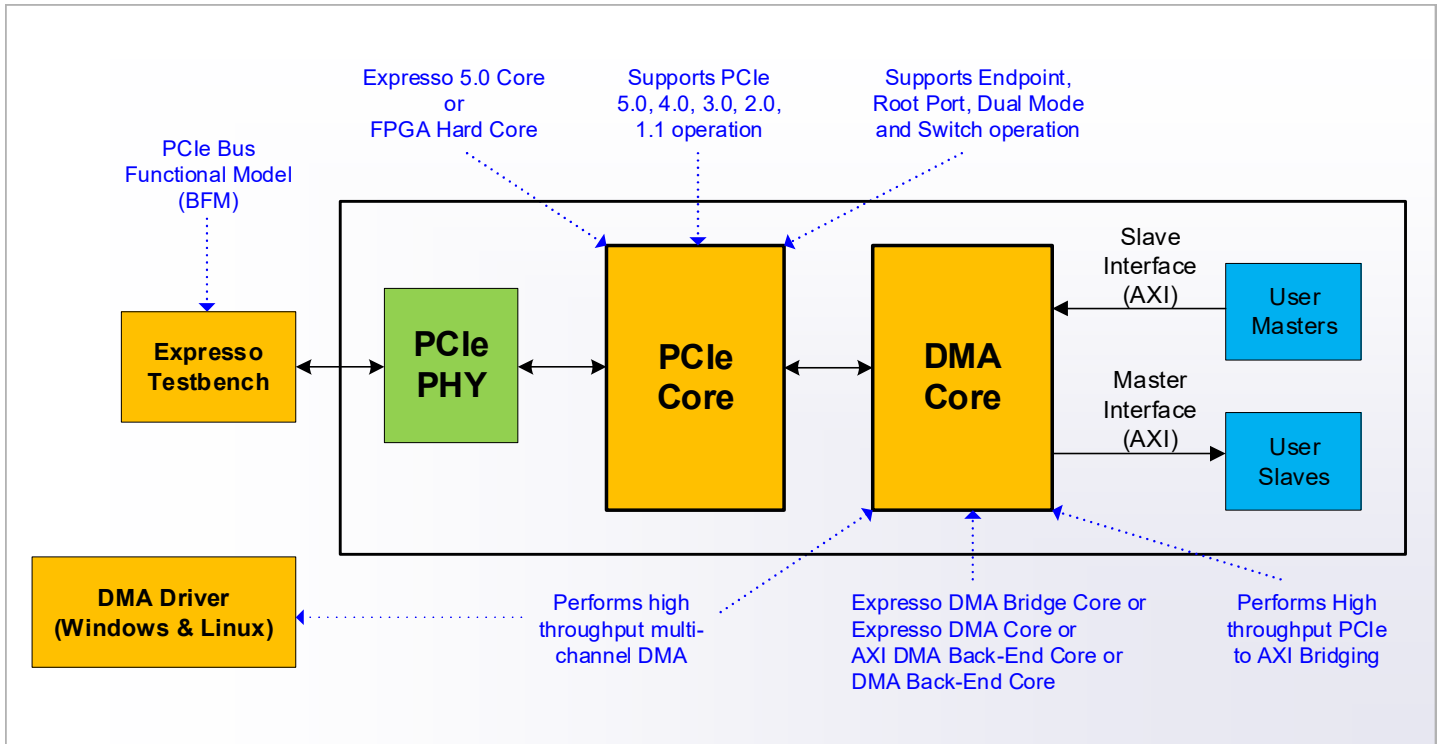 Expresso 5.0 Core
or
FPGA Hard Core
Supports PCIe
5.0, 4.0, 3.0, 2.0,
1.1 operation
Supports Endpoint,
Root Port, Dual Mode
and Switch operation
PCIe Bus
Functional Model
(BFM)
Expresso
Testbench
PCIe
PHY
PCIe
Core
DMA
Core
Slave
Interface
(AXI)
User
Masters
Master
Interface
(AXI)
User
Slaves
DMA Driver
(Windows & Linux)
Performs high
throughput multi-
channel DMA
Expresso DMA Bridge Core or
Expresso DMA Core or
AXI DMA Back-End Core or
DMA Back-End Core
Performs High
throughput PCIe
to AXI Bridging